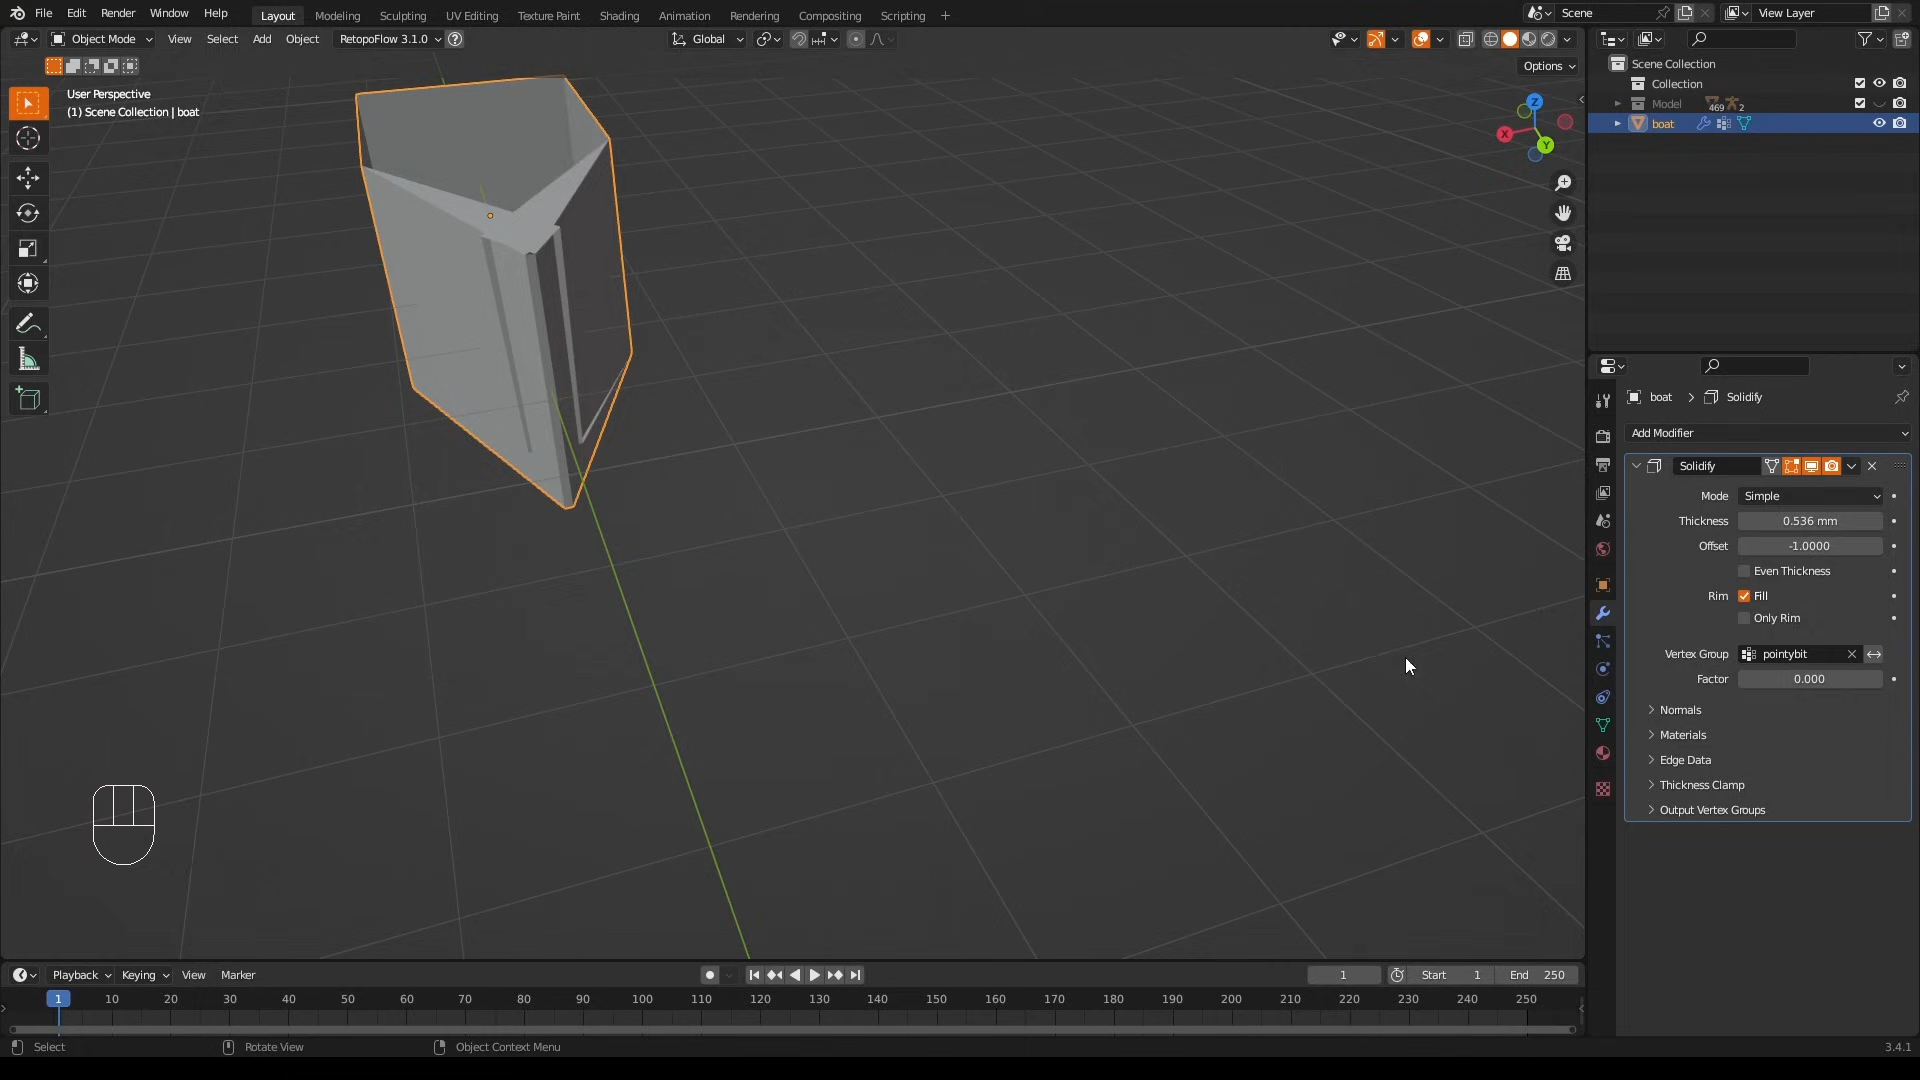 File Edit Render Window Help Layout Modeling Sculpting UV Editing Texture Paint Shading Animation Rendering Compositing Scripting + Scene View Layer
Object Mode View Select Add Object RetopoFlow 3.1.0 Global
Options
User Perspective
(1) Scene Collection | boat
Z
X
Y
Scene Collection
Collection
Model 469 2
boat
boat > Solidify
Add Modifier
Solidify
Mode Simple
Thickness 0.536 mm
Offset -1.0000
Even Thickness
Rim Fill
Only Rim
Vertex Group pointybit
Factor 0.000
Normals
Materials
Edge Data
Thickness Clamp
Output Vertex Groups
Playback Keying View Marker 1 Start 1 End 250
1 10 20 30 40 50 60 70 80 90 100 110 120 130 140 150 160 170 180 190 200 210 220 230 240 250
Select Rotate View Object Context Menu 3.4.1